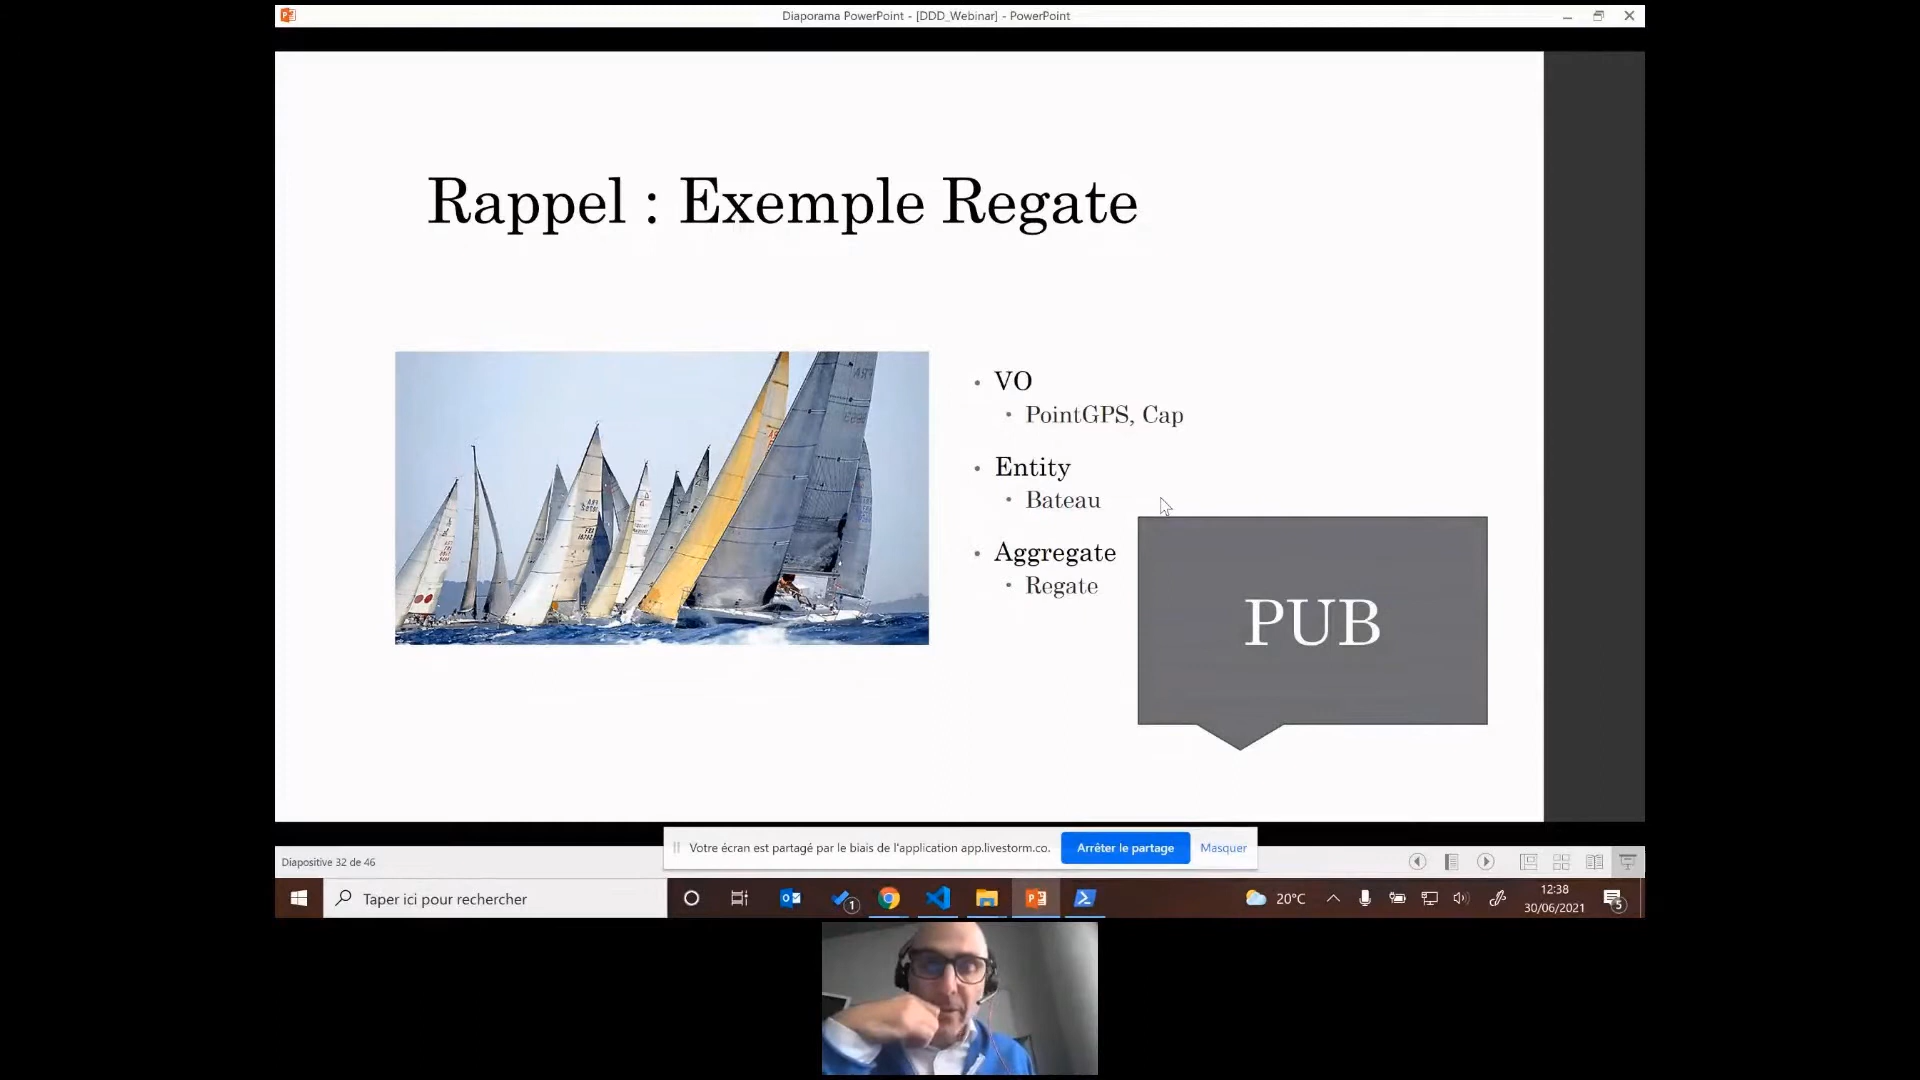 Diaporama PowerPoint - [DDD_Webinar] - PowerPoint
Rappel : Exemple Regate
VO
PointGPS, Cap
Entity
Bateau
Aggregate
Regate
PUB
Votre écran est partagé par le biais de l'application app.livestorm.co.
Arrêter le partage
Masquer
Diapositive 32 de 46
Taper ici pour rechercher
1
20°C
12:38
30/06/2021
5